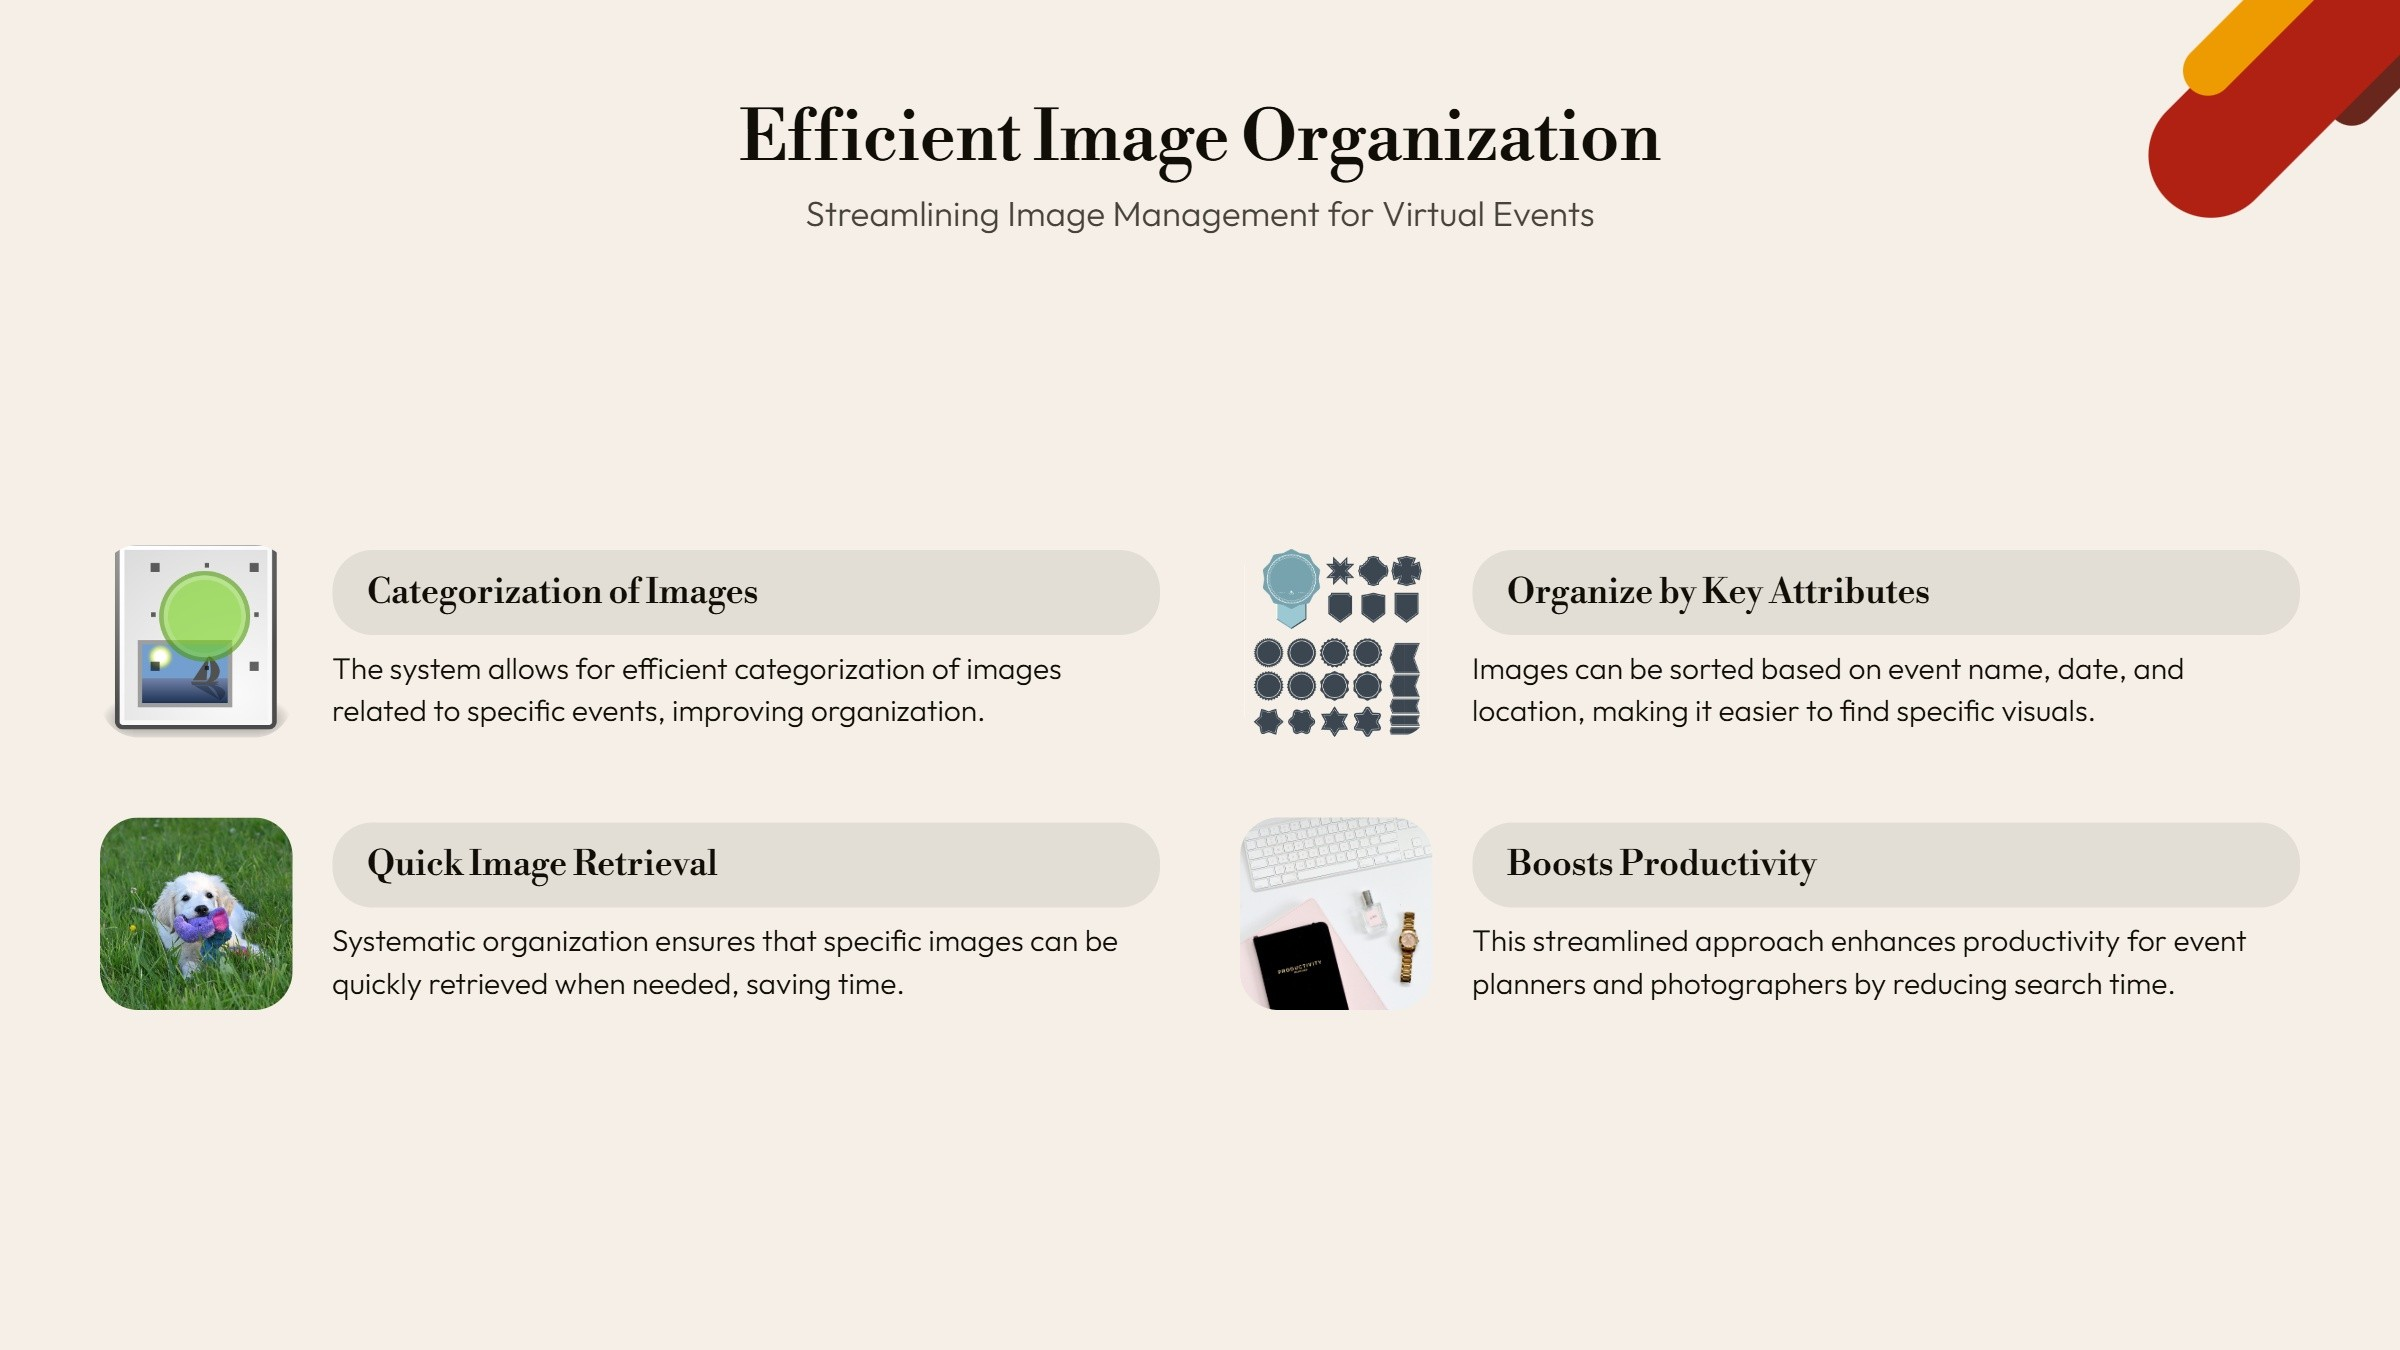 Efficient Image Organization
Streamlining Image Management for Virtual Events
Categorization of Images
The system allows for efficient categorization of images
related to specific events, improving organization.
Organize by Key Attributes
Images can be sorted based on event name, date, and
location, making it easier to find specific visuals.
Quick Image Retrieval
Systematic organization ensures that specific images can be
quickly retrieved when needed, saving time.
PRODUCTIVITY
Boosts Productivity
This streamlined approach enhances productivity for event
planners and photographers by reducing search time.